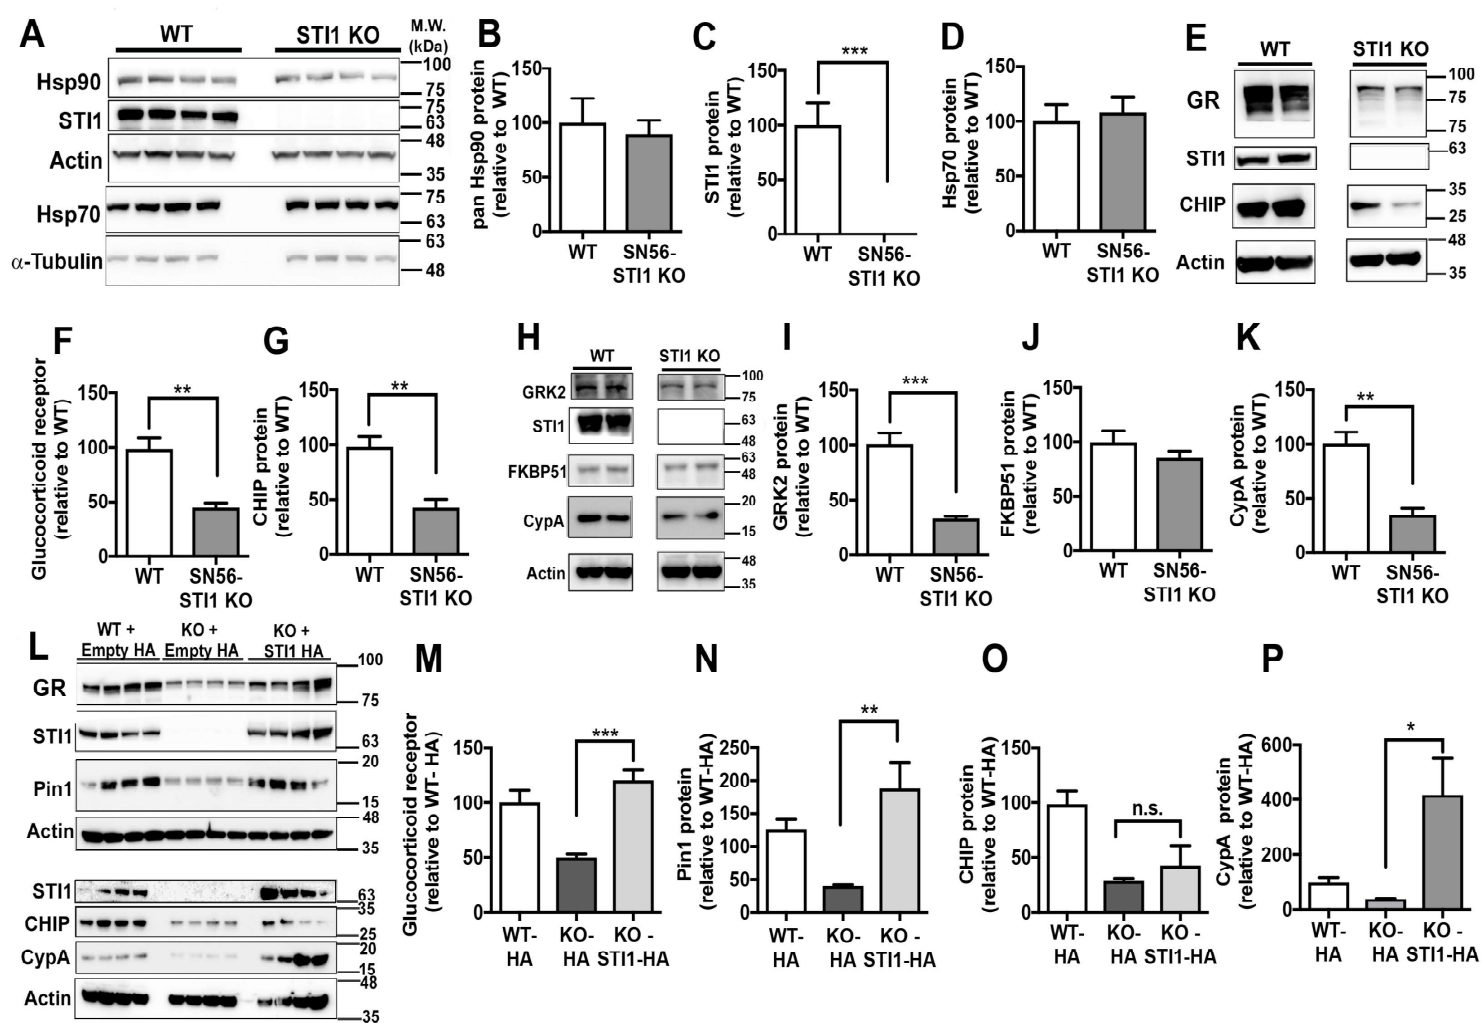 A
WT
STI1 KO
M.W.
(kDa)
Hsp90
STI1
Actin
Hsp70
α-Tubulin
100
75
75
63
48
35
75
63
63
48
B
pan Hsp90 protein
(relative to WT)
150
100
50
0
WT
SN56-
STI1 KO
C
STI1 protein
(relative to WT)
150
100
50
0
***
WT
SN56-
STI1 KO
D
Hsp70 protein
(relative to WT)
150
100
50
0
WT
SN56-
STI1 KO
E
WT
STI1 KO
GR
STI1
CHIP
Actin
100
75
75
63
35
25
48
35
F
Glucocorticoid receptor
(relative to WT)
150
100
50
0
**
WT
SN56-
STI1 KO
G
CHIP protein
(relative to WT)
150
100
50
0
**
WT
SN56-
STI1 KO
H
WT
STI1 KO
GRK2
STI1
FKBP51
CypA
Actin
100
75
63
48
63
48
20
15
48
35
I
GRK2 protein
(relative to WT)
150
100
50
0
***
WT
SN56-
STI1 KO
J
FKBP51 protein
(relative to WT)
150
100
50
0
WT
SN56-
STI1 KO
K
CypA protein
(relative to WT)
150
100
50
0
**
WT
SN56-
STI1 KO
L
WT + KO + KO +
Empty HA Empty HA STI1 HA
GR
STI1
Pin1
Actin
100
75
63
20
15
48
35
STI1
CHIP
CypA
Actin
63
35
25
20
15
48
35
M
Glucocorticoid receptor
(relative to WT- HA)
150
100
50
0
***
WT- KO- KO -
HA HA STI1-HA
N
Pin1 protein
(relative to WT-HA)
250
200
150
100
50
0
**
WT- KO- KO -
HA HA STI1-HA
O
CHIP protein
(relative to WT-HA)
150
100
50
0
n.s.
WT- KO- KO -
HA HA STI1-HA
P
CypA protein
(relative to WT-HA)
600
400
200
0
*
WT- KO- KO -
HA HA STI1-HA